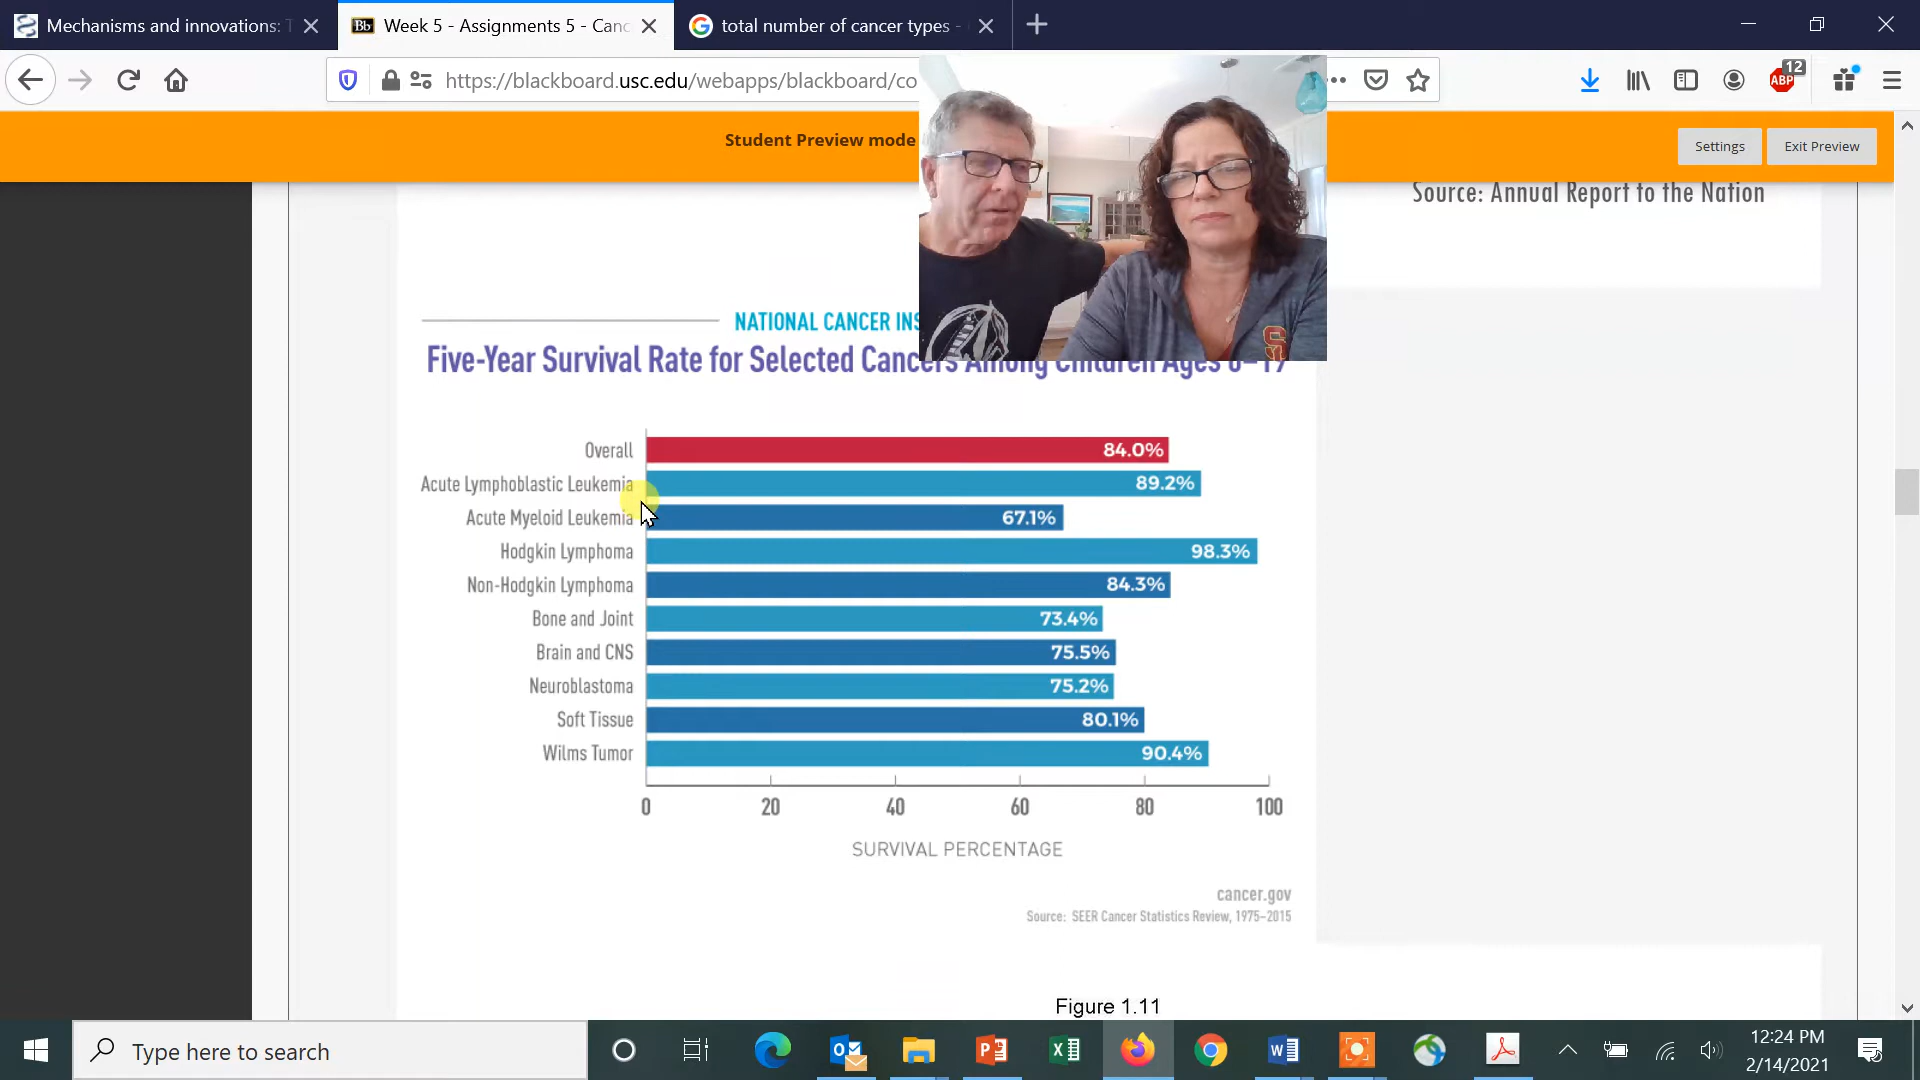 Mechanisms and innovations: T
Bb Week 5 - Assignments 5 - Canc
total number of cancer types -
https://blackboard.usc.edu/webapps/blackboard/co
ABP
12
Student Preview mode
Settings
Exit Preview
Source: Annual Report to the Nation
NATIONAL CANCER INS
Five-Year Survival Rate for Selected Cancers Among Children Ages 0–19
Overall 84.0%
Acute Lymphoblastic Leukemia 89.2%
Acute Myeloid Leukemia 67.1%
Hodgkin Lymphoma 98.3%
Non-Hodgkin Lymphoma 84.3%
Bone and Joint 73.4%
Brain and CNS 75.5%
Neuroblastoma 75.2%
Soft Tissue 80.1%
Wilms Tumor 90.4%
0 20 40 60 80 100
SURVIVAL PERCENTAGE
cancer.gov
Source: SEER Cancer Statistics Review, 1975–2015
Figure 1.11
Type here to search
12:24 PM
2/14/2021